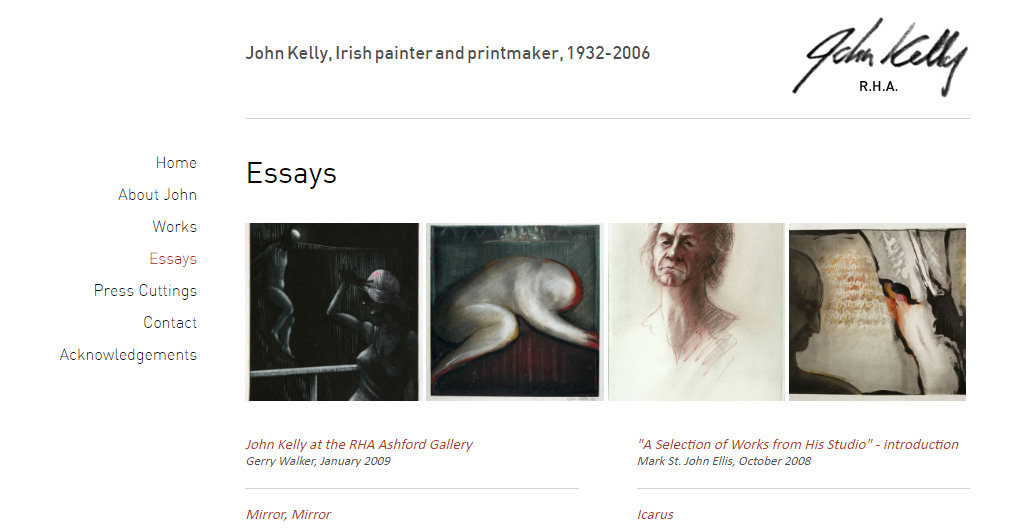 John Kelly, Irish painter and printmaker, 1932-2006
John Kelly
R.H.A.
Home
About John
Works
Essays
Press Cuttings
Contact
Acknowledgements
Essays
John Kelly at the RHA Ashford Gallery
Gerry Walker, January 2009
"A Selection of Works from His Studio" - introduction
Mark St. John Ellis, October 2008
Mirror, Mirror
Icarus